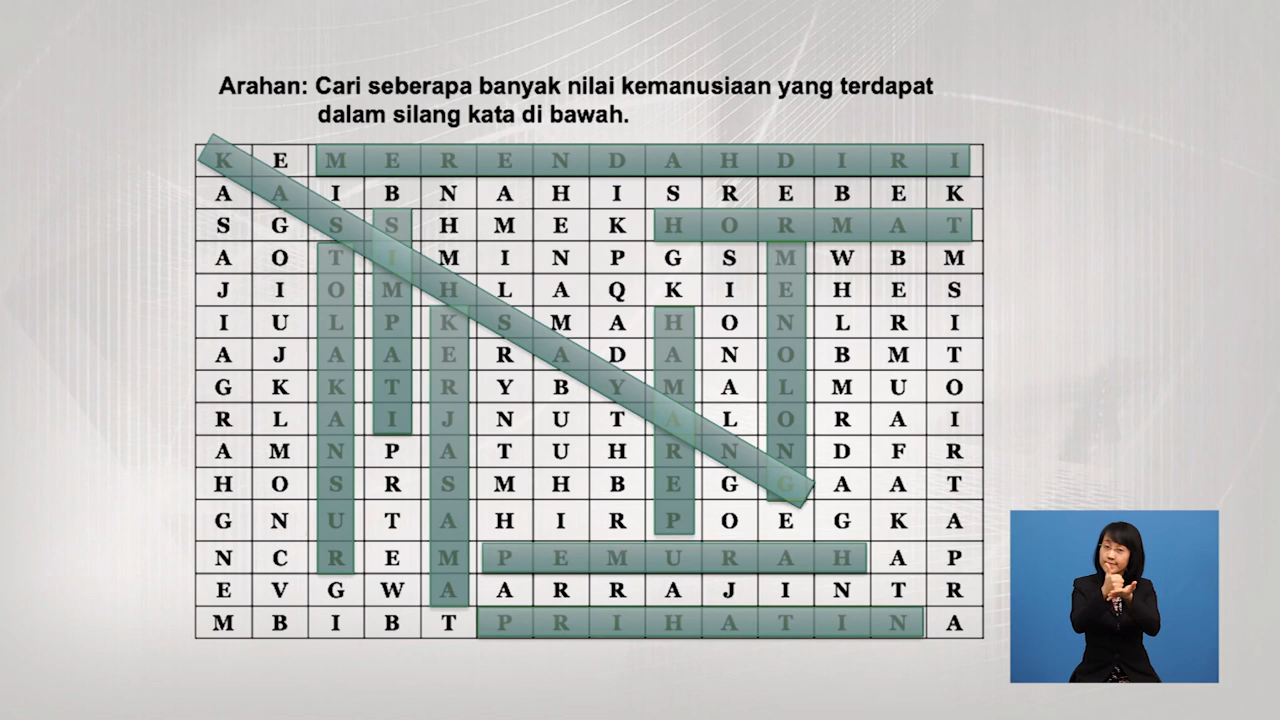 Arahan: Cari seberapa banyak nilai kemanusiaan yang terdapat
dalam silang kata di bawah.
K E M E R E N D A H D I R I
A A I B N A H I S R E B E K
S G S S H M E K H O R M A T
A O T I M I N P G S M W B M
J I O M H L A Q K I E H E S
I U L P K S M A H O N L R I
A J A A E R A D A N O B M T
G K K T R Y B Y M A L M U O
R L A I J N U T A L O R A I
A M N P A T U H R N N D F R
H O S R S M H B E G G A A T
G N U T A H I R P O E G K A
N C R E M P E M U R A H A P
E V G W A A R R A J I N T R
M B I B T P R I H A T I N A